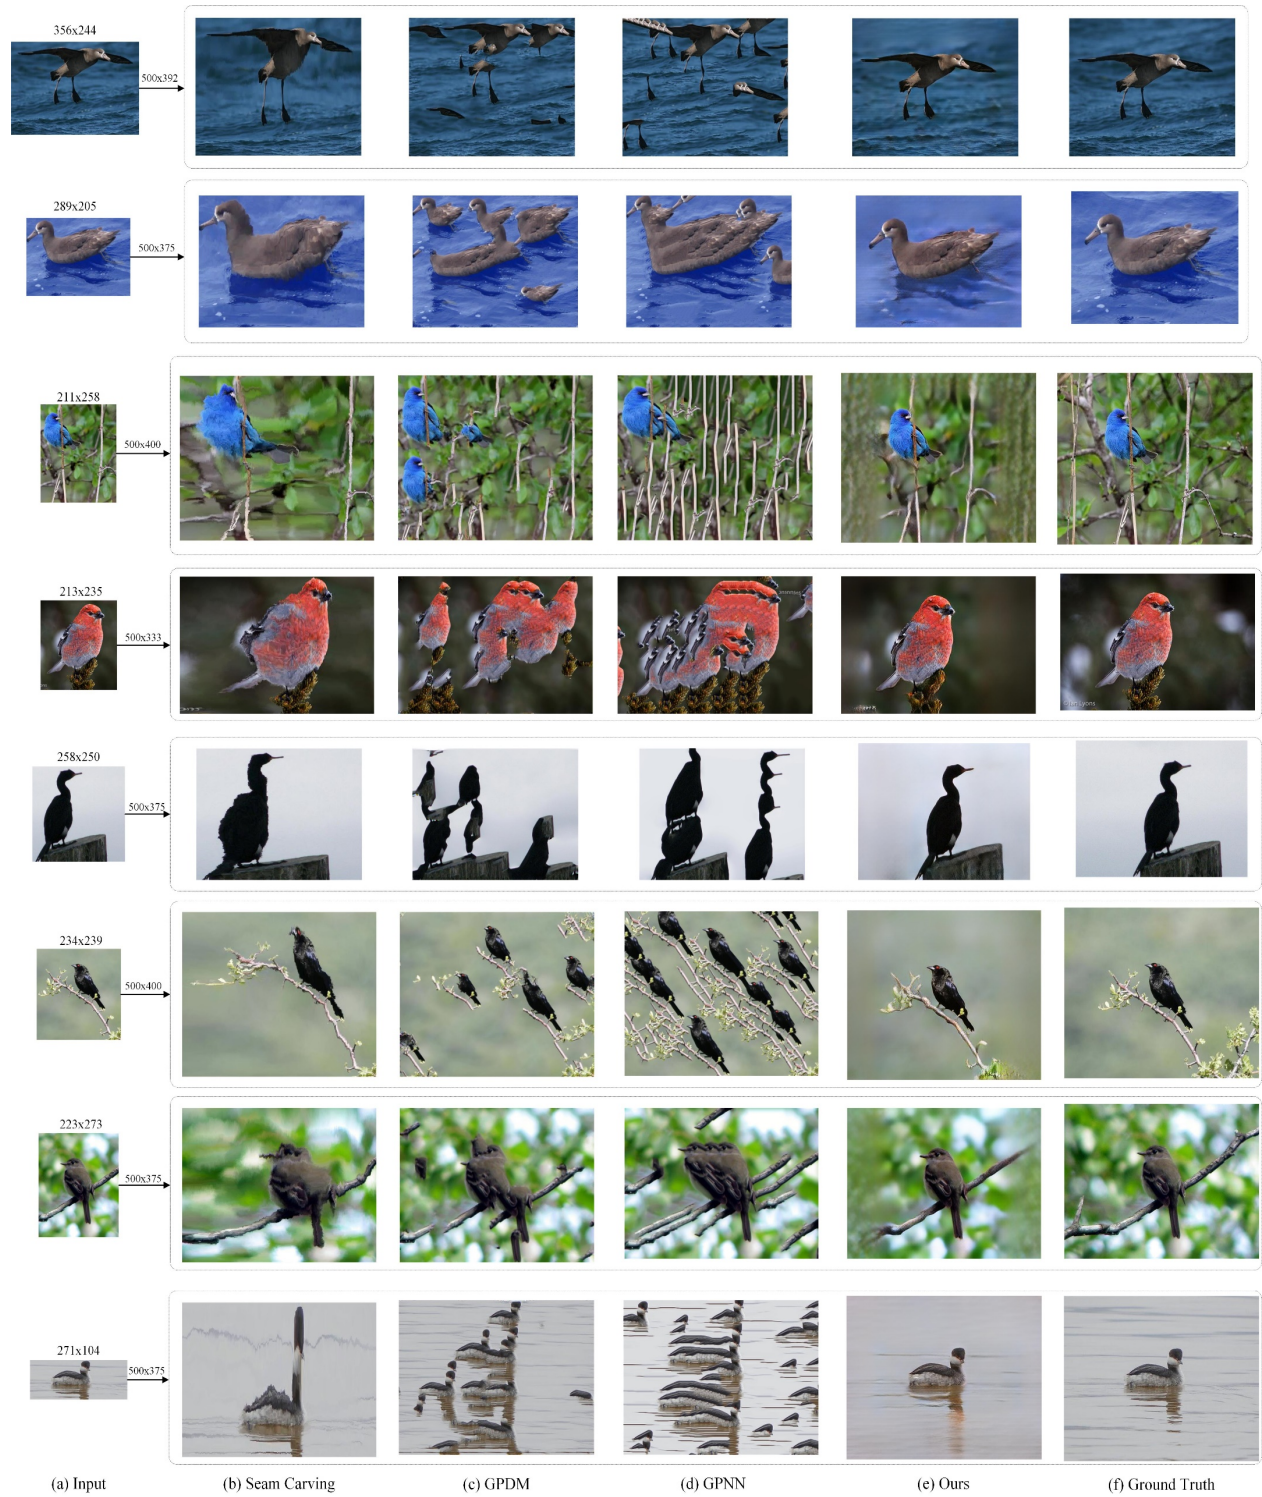 356x244
500x392
289x205
500x375
211x258
500x400
213x235
500x333
258x250
500x375
234x239
500x400
223x273
500x375
271x104
500x375
(a) Input
(b) Seam Carving
(c) GPDM
(d) GPNN
(e) Ours
(f) Ground Truth